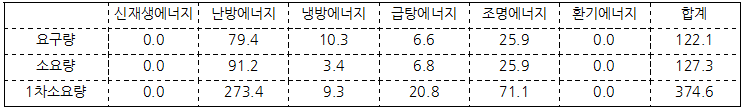 신재생에너지 난방에너지 냉방에너지 급탕에너지 조명에너지 환기에너지 합계
요구량 0.0 79.4 10.3 6.6 25.9 0.0 122.1
소요량 0.0 91.2 3.4 6.8 25.9 0.0 127.3
1차소요량 0.0 273.4 9.3 20.8 71.1 0.0 374.6